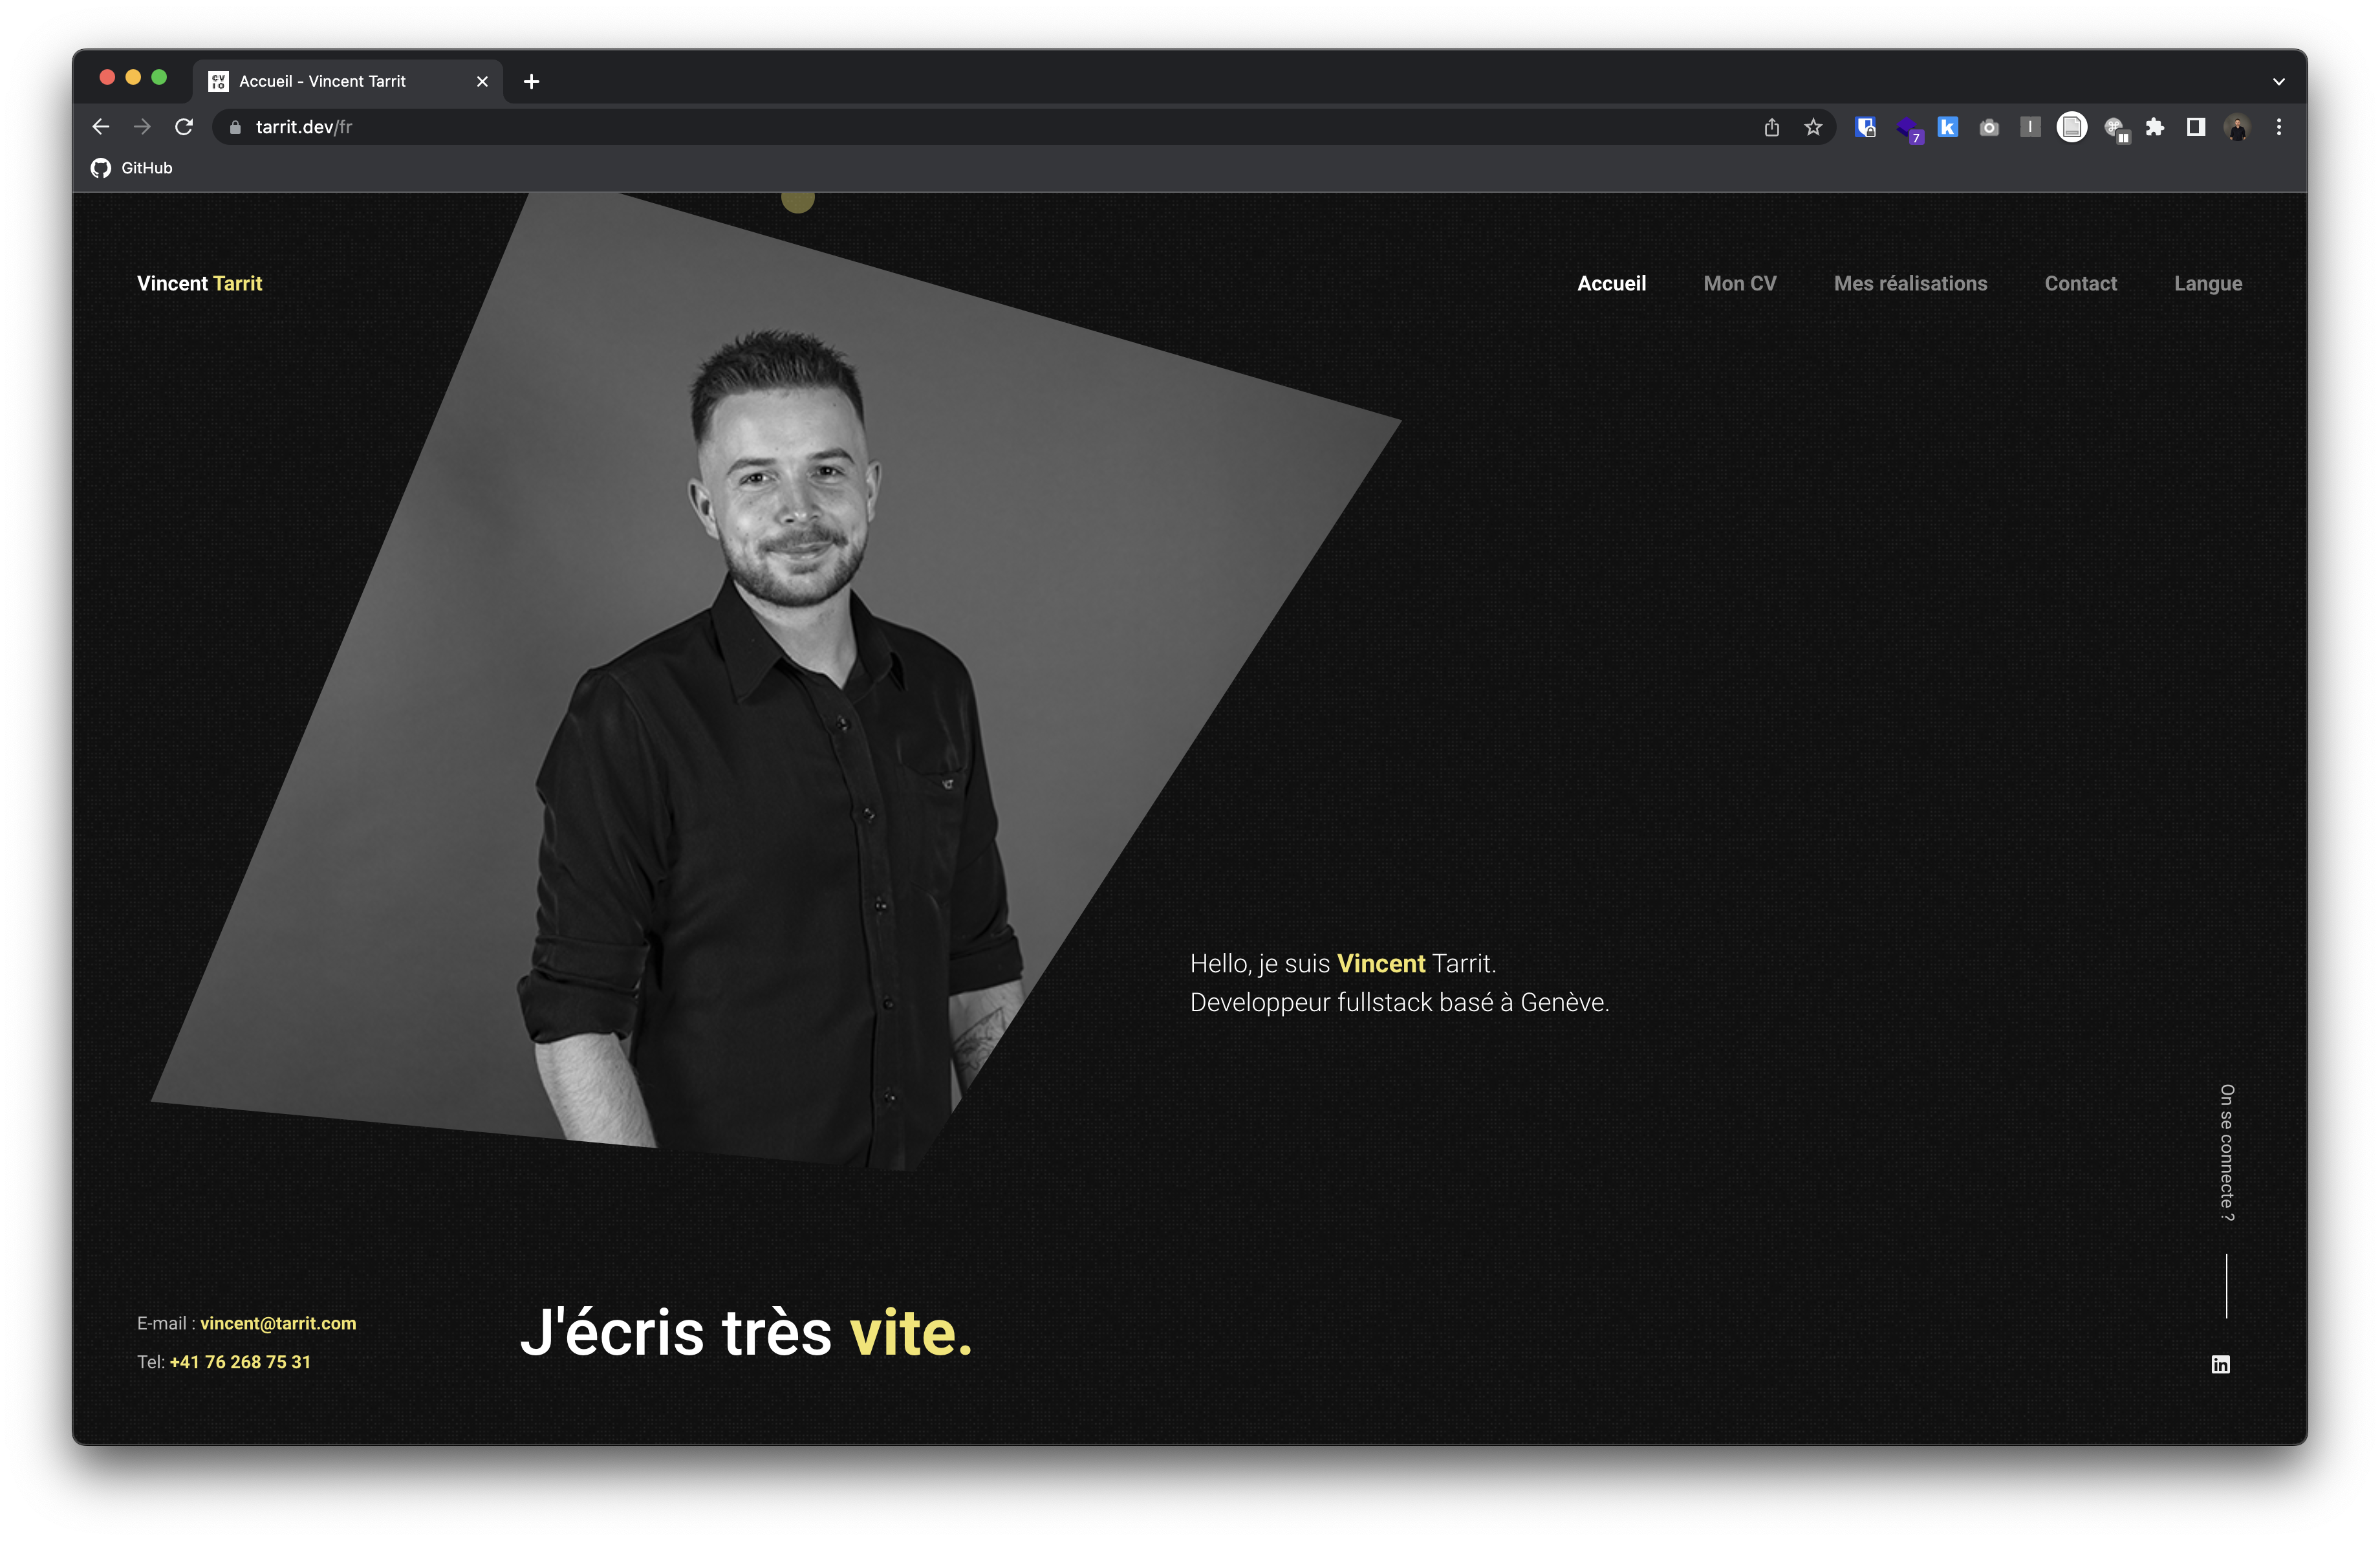 Accueil - Vincent Tarrit
tarrit.dev/fr
7
k
GitHub
Vincent Tarrit
Accueil Mon CV Mes réalisations Contact Langue
Hello, je suis Vincent Tarrit.
Developpeur fullstack basé à Genève.
On se connecte ?
E-mail : vincent@tarrit.com
Tel: +41 76 268 75 31
J'écris très vite.
in